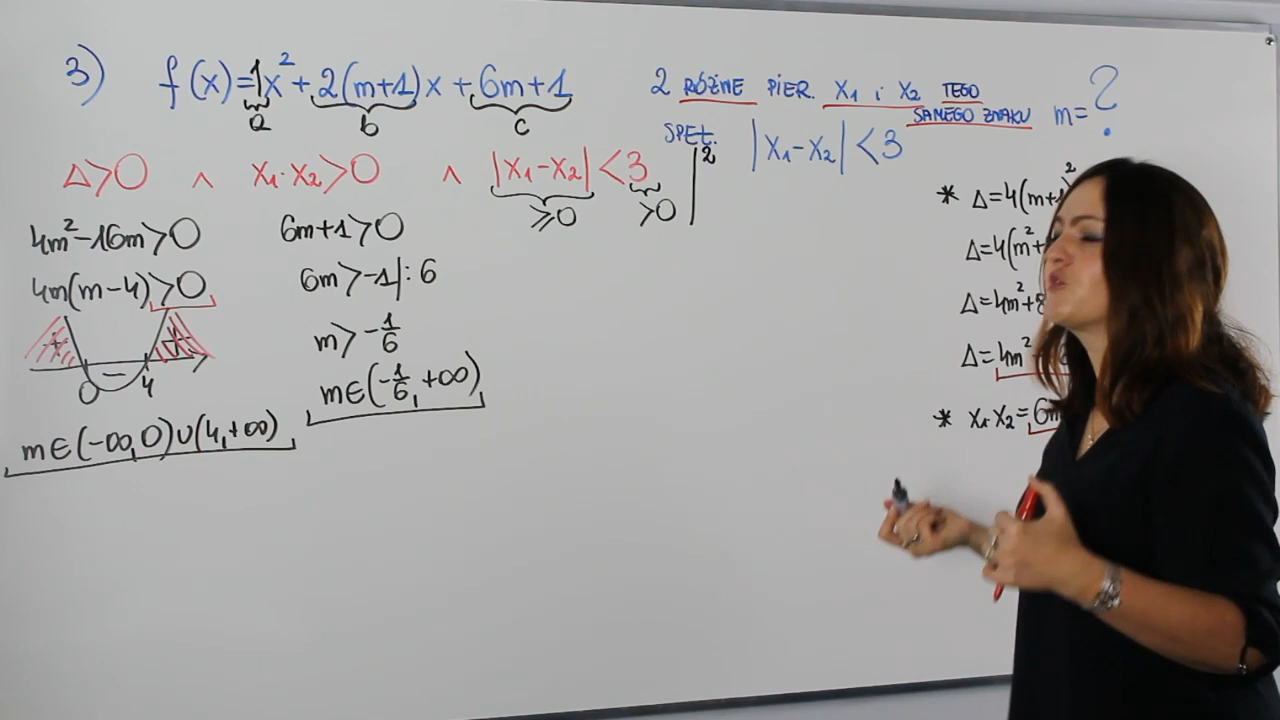 3) f(x)=1x²+2(m+1)x+6m+1
a b c
2 RÓŻNE PIER. X₁ i X₂ TEGO
SAMEGO ZNAKU m=?
SPEŁ. |X₁-X₂|<3
Δ>0 ∧ X₁·X₂>0 ∧ |X₁-X₂|<3 |²
⩾0 >0
4m²-16m>0
4m(m-4)>0
+ - +
0 4
m∈(-∞,0)∪(4,+∞)
6m+1>0
6m>-1|:6
m>-1/6
m∈(-1/6,+∞)
* Δ=4(m+1)²
Δ=4(m²+
Δ=4m²+8
Δ=4m²-
* X₁·X₂=6m